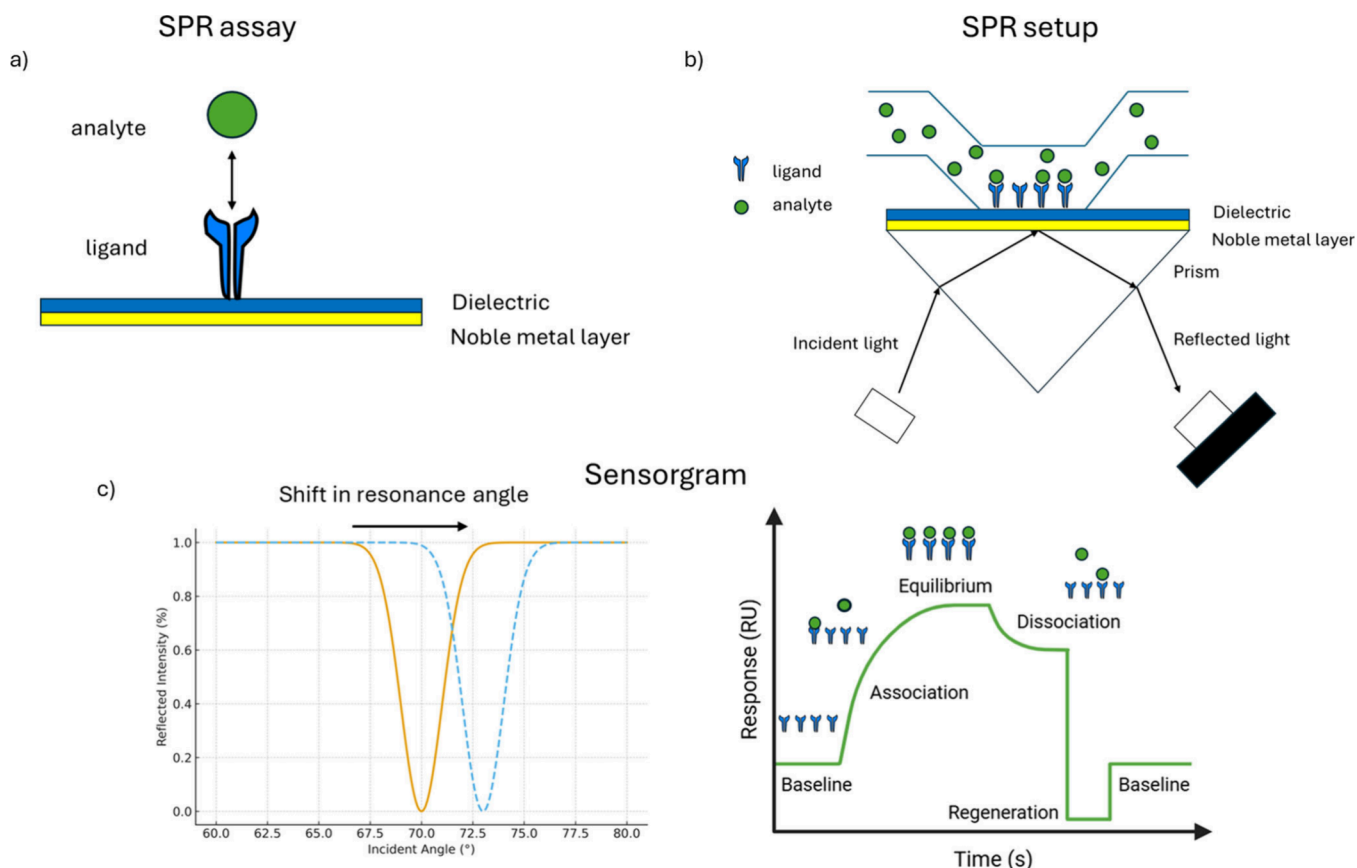 SPR assay
a)
analyte
ligand
Dielectric
Noble metal layer
SPR setup
b)
ligand
analyte
Dielectric
Noble metal layer
Prism
Incident light
Reflected light
Sensorgram
c)
Shift in resonance angle
Reflected Intensity (%)
1.0
0.8
0.6
0.4
0.2
0.0
60.0 62.5 65.0 67.5 70.0 72.5 75.0 77.5 80.0
Incident Angle (°)
Response (RU)
Equilibrium
Dissociation
Association
Baseline
Regeneration
Baseline
Time (s)